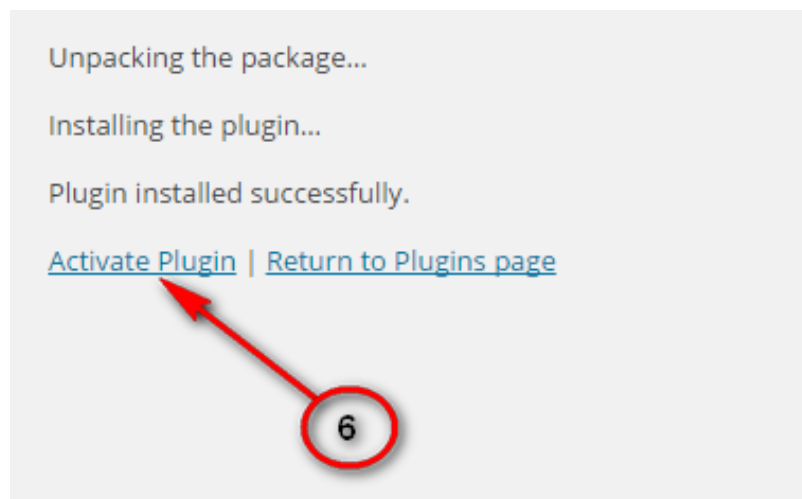 Unpacking the package...
Installing the plugin...
Plugin installed successfully.
Activate Plugin | Return to Plugins page
6